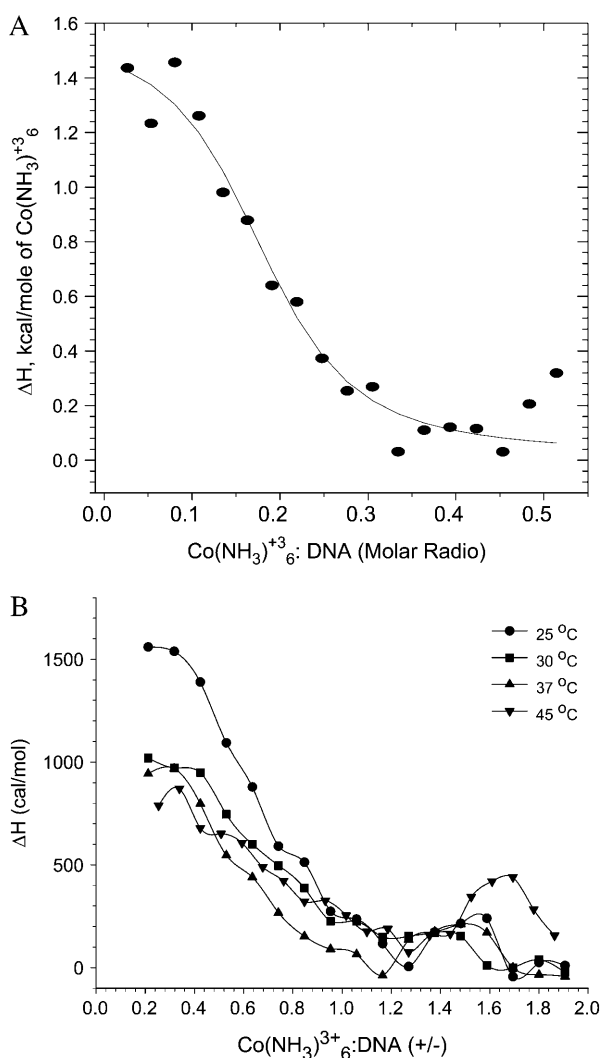 A
1.6
1.4
1.2
1.0
0.8
0.6
0.4
0.2
0.0
ΔH, kcal/mole of Co(NH3)+36
0.0 0.1 0.2 0.3 0.4 0.5
Co(NH3)+36: DNA (Molar Radio)
B
1500
1000
500
0
ΔH (cal/mol)
25 °C
30 °C
37 °C
45 °C
0.0 0.2 0.4 0.6 0.8 1.0 1.2 1.4 1.6 1.8 2.0
Co(NH3)3+6:DNA (+/-)